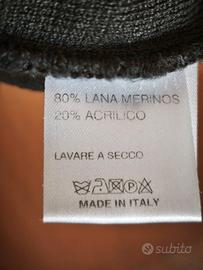 80% LANA MERINOS
20% ACRILICO
LAVARE A SECCO
MADE IN ITALY
subito